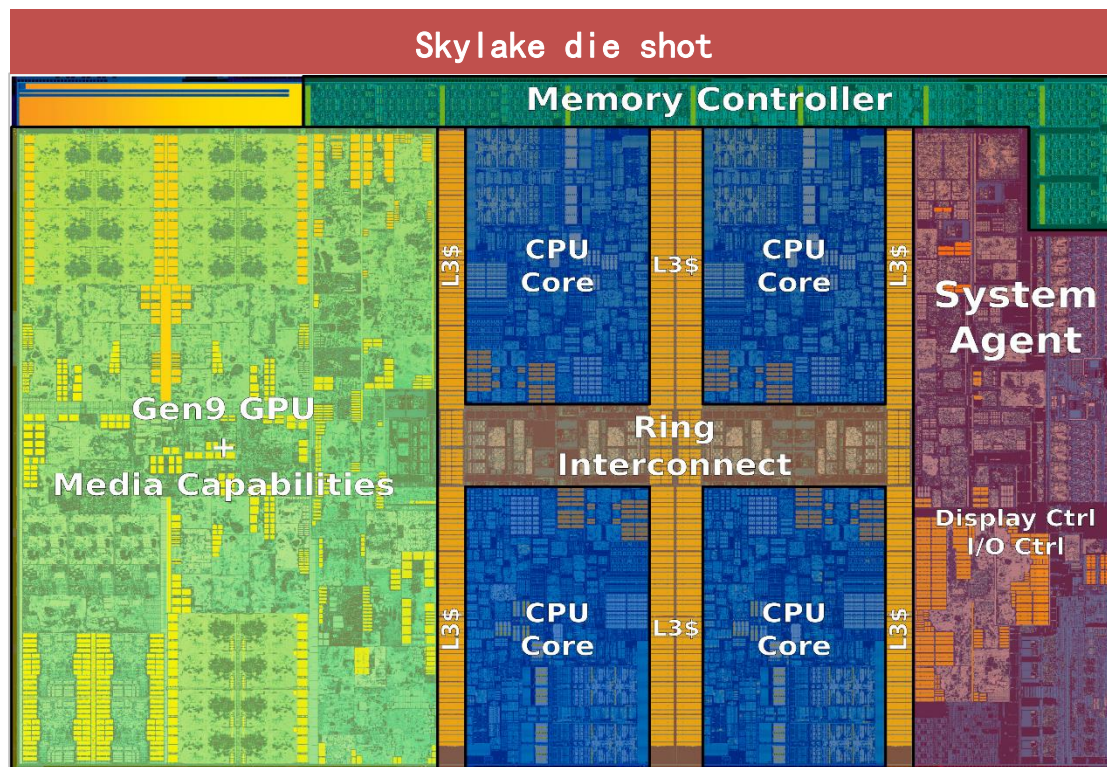 Skylake die shot
Memory Controller
L3$
CPU
Core
L3$
CPU
Core
L3$
System
Agent
Gen9 GPU
+
Media Capabilities
Ring
Interconnect
Display Ctrl
I/O Ctrl
L3$
CPU
Core
L3$
CPU
Core
L3$